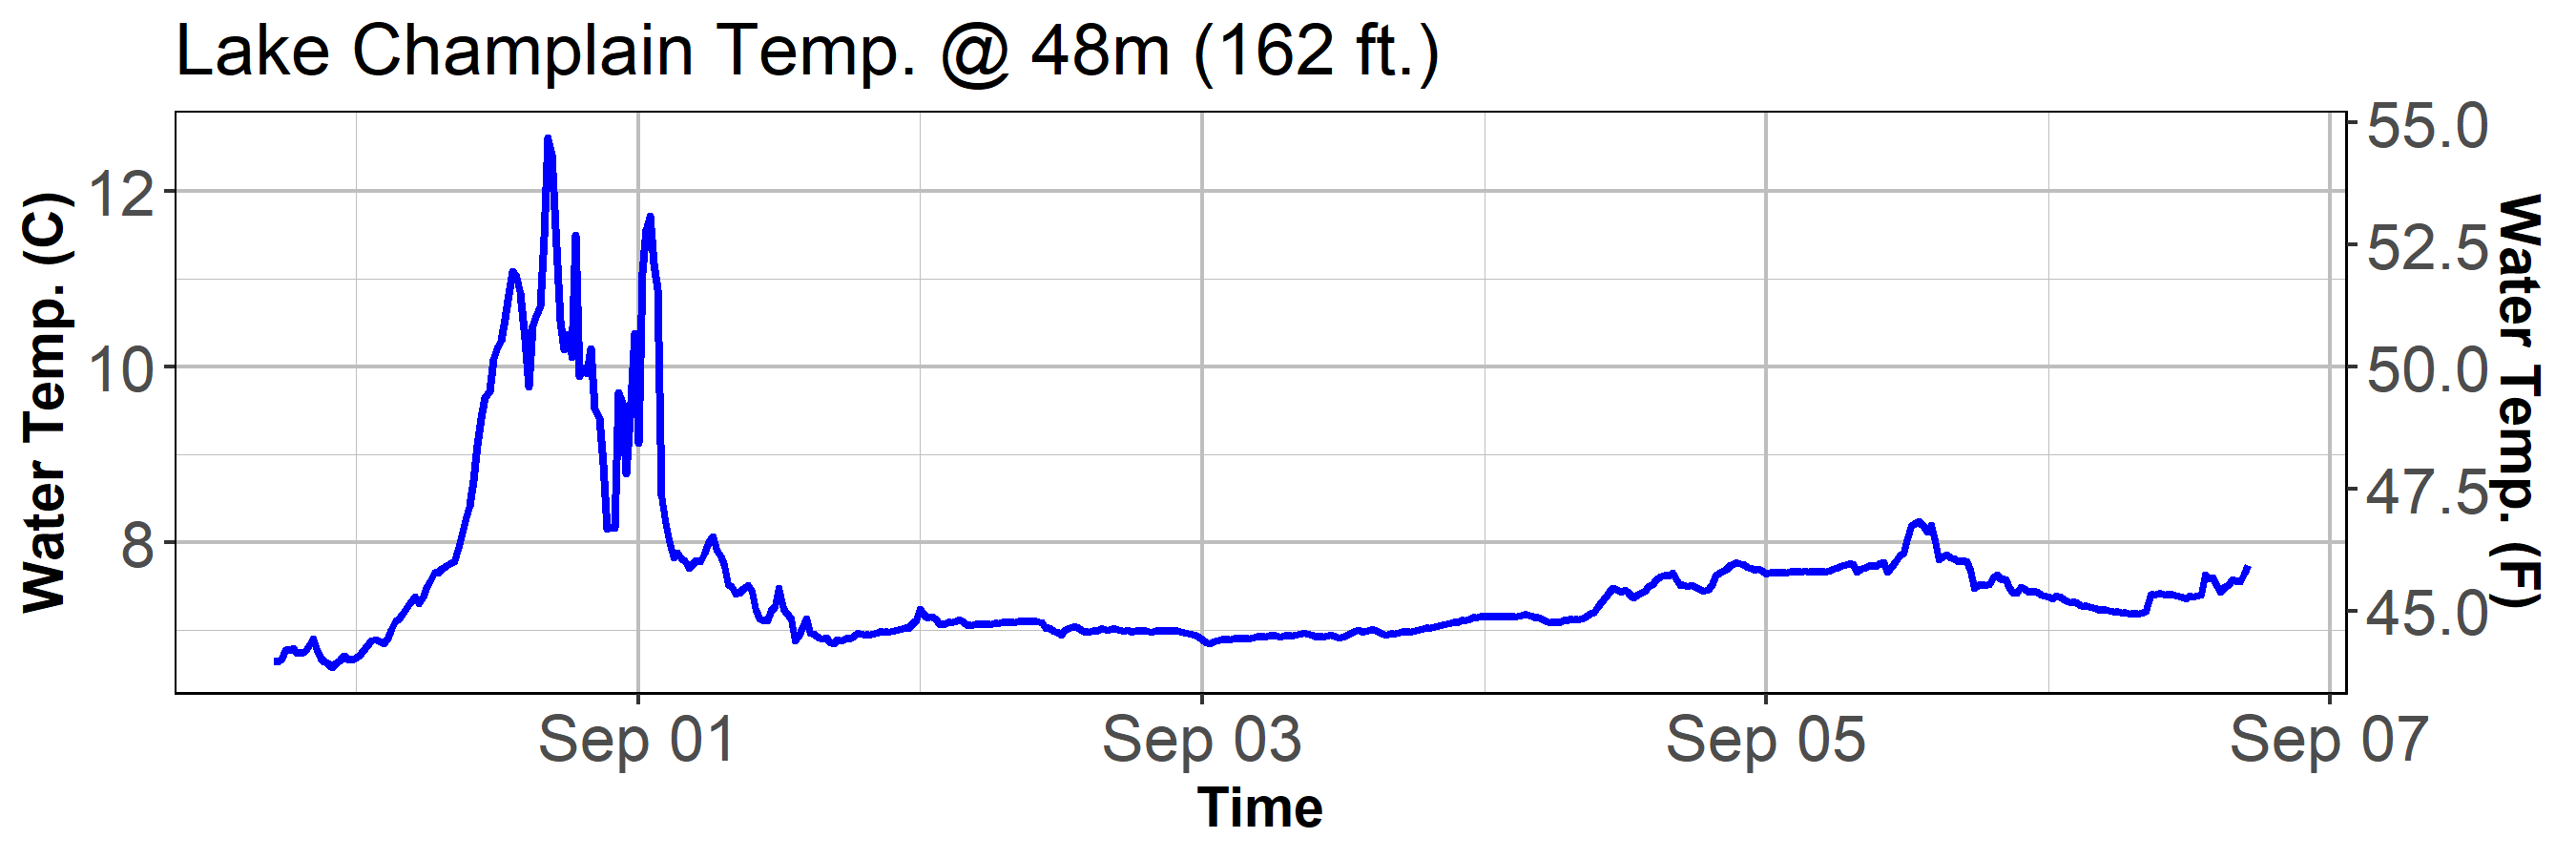 Lake Champlain Temp. @ 48m (162 ft.)
Water Temp. (C)
12
10
8
55.0
52.5
50.0
47.5
45.0
Water Temp. (F)
Sep 01 Sep 03 Sep 05 Sep 07
Time